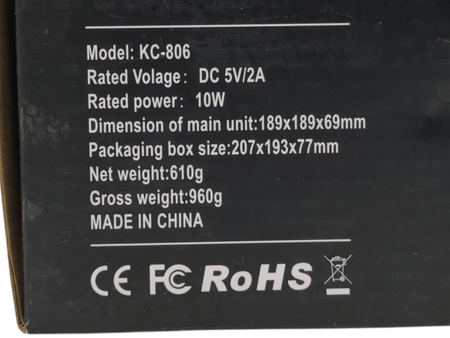 Model: KC-806
Rated Volage: DC 5V/2A
Rated power: 10W
Dimension of main unit:189x189x69mm
Packaging box size:207x193x77mm
Net weight:610g
Gross weight:960g
MADE IN CHINA
CE FC RoHS